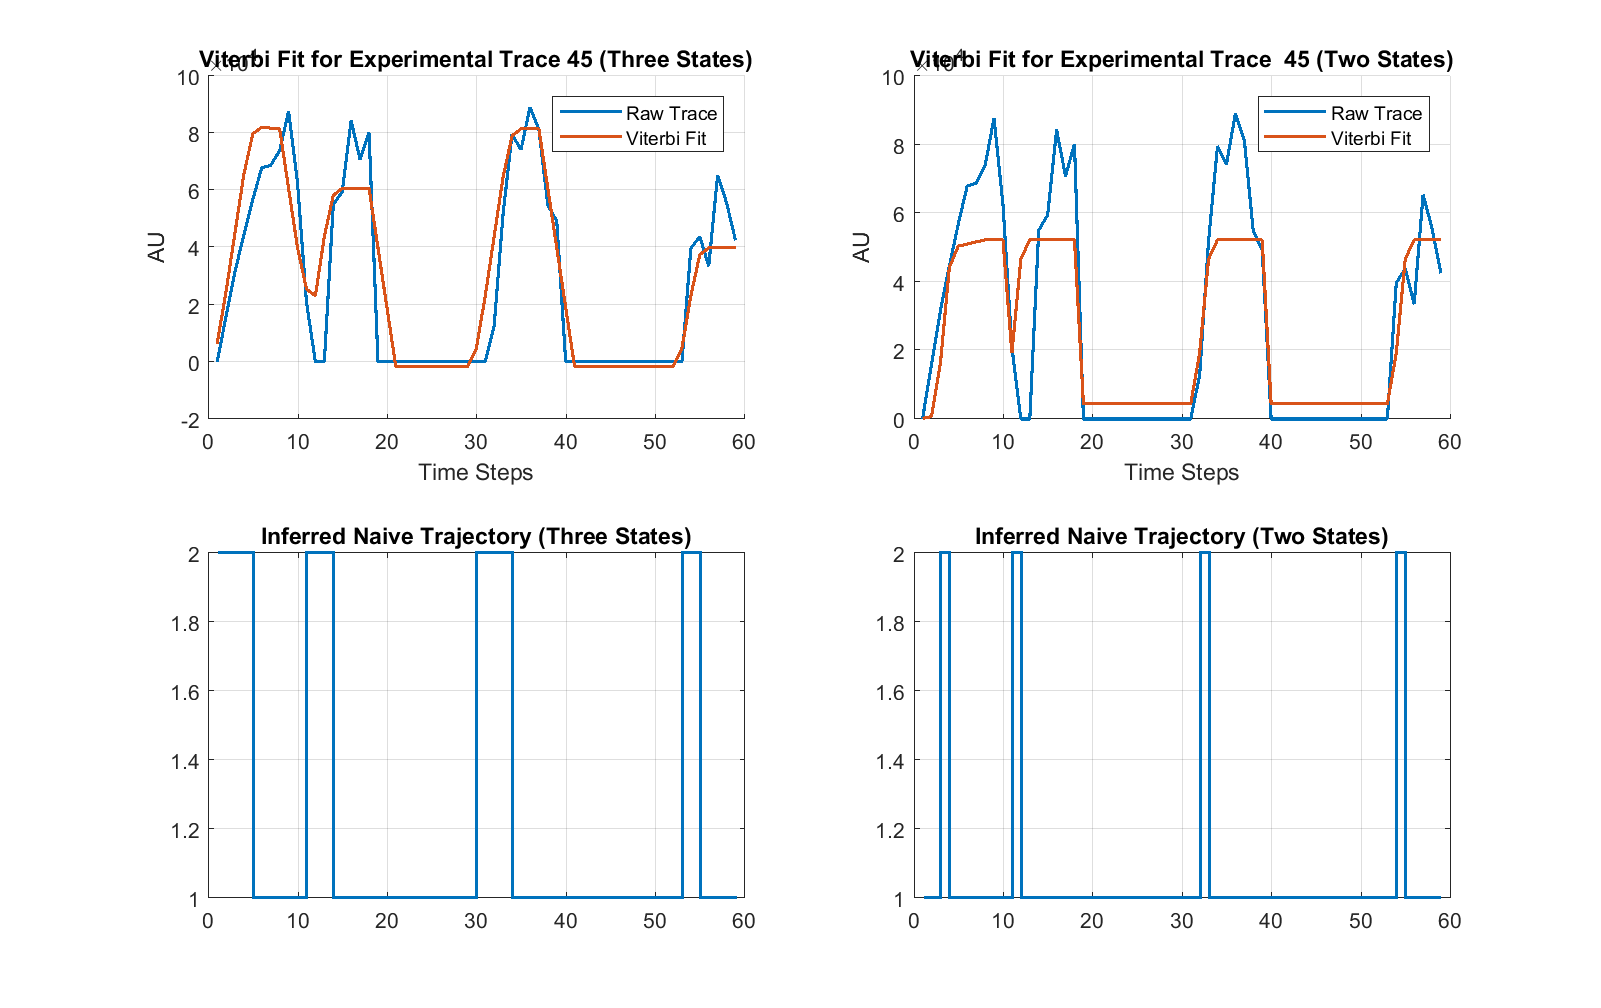 Viterbi Fit for Experimental Trace 45 (Three States)
10
8
6
4
2
0
-2
AU
Raw Trace
Viterbi Fit
0 10 20 30 40 50 60
Time Steps
Viterbi Fit for Experimental Trace 45 (Two States)
10
8
6
4
2
0
AU
Raw Trace
Viterbi Fit
0 10 20 30 40 50 60
Time Steps
Inferred Naive Trajectory (Three States)
2
1.8
1.6
1.4
1.2
1
0 10 20 30 40 50 60
Inferred Naive Trajectory (Two States)
2
1.8
1.6
1.4
1.2
1
0 10 20 30 40 50 60